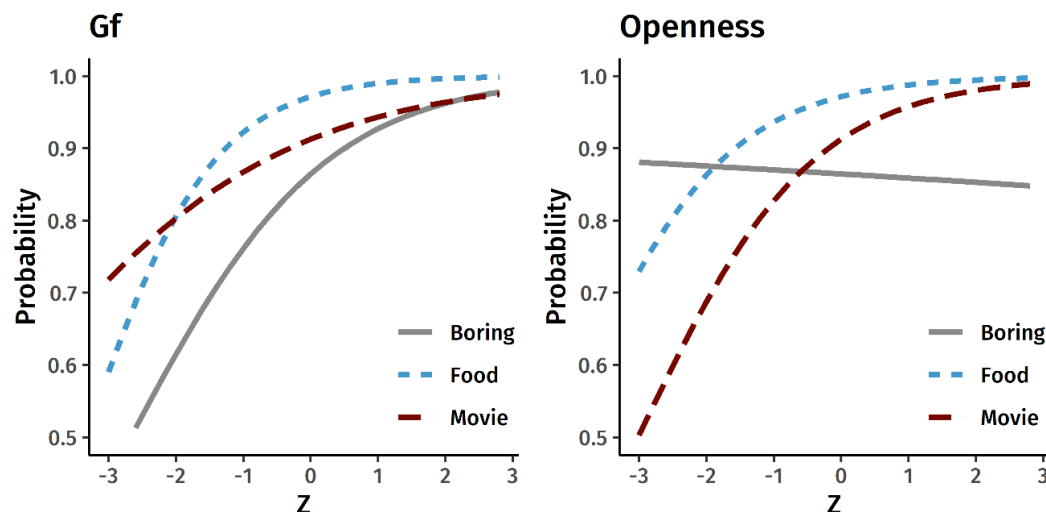 Gf
Probability
1.0
0.9
0.8
0.7
0.6
0.5
Boring
Food
Movie
-3 -2 -1 0 1 2 3
Z
Openness
Probability
1.0
0.9
0.8
0.7
0.6
0.5
Boring
Food
Movie
-3 -2 -1 0 1 2 3
Z